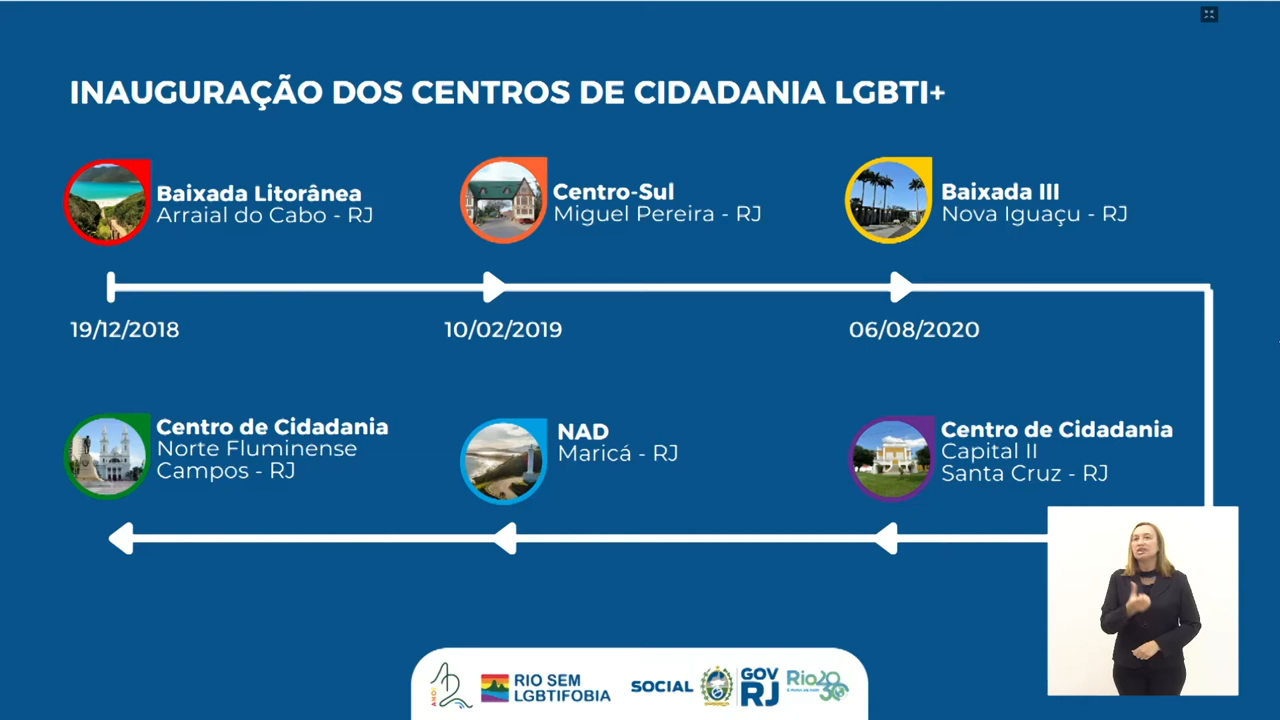 INAUGURAÇÃO DOS CENTROS DE CIDADANIA LGBTI+
Baixada Litorânea
Arraial do Cabo - RJ
Centro-Sul
Miguel Pereira - RJ
Baixada III
Nova Iguaçu - RJ
19/12/2018
10/02/2019
06/08/2020
Centro de Cidadania
Norte Fluminense
Campos - RJ
NAD
Maricá - RJ
Centro de Cidadania
Capital II
Santa Cruz - RJ
RIO SEM
LGBTIFOBIA
SOCIAL
GOV
RJ
Rio2030